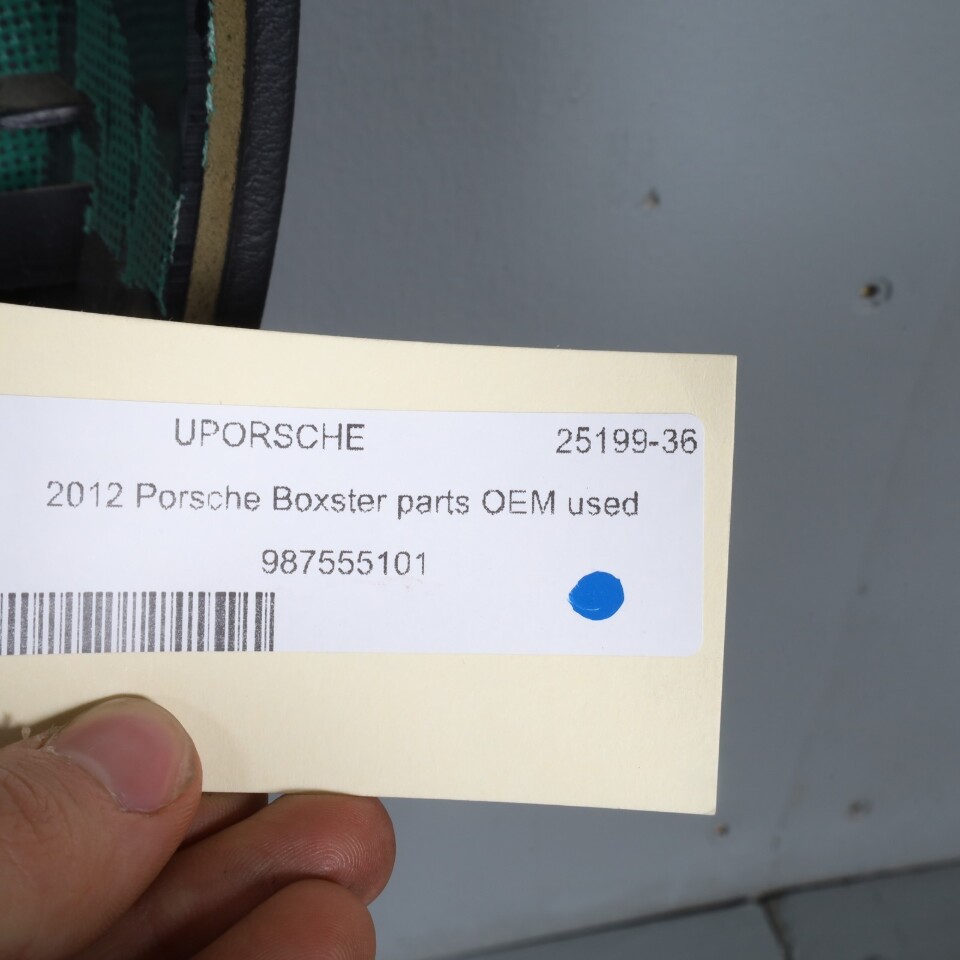 UPORSCHE 25199-36
2012 Porsche Boxster parts OEM used
987555101